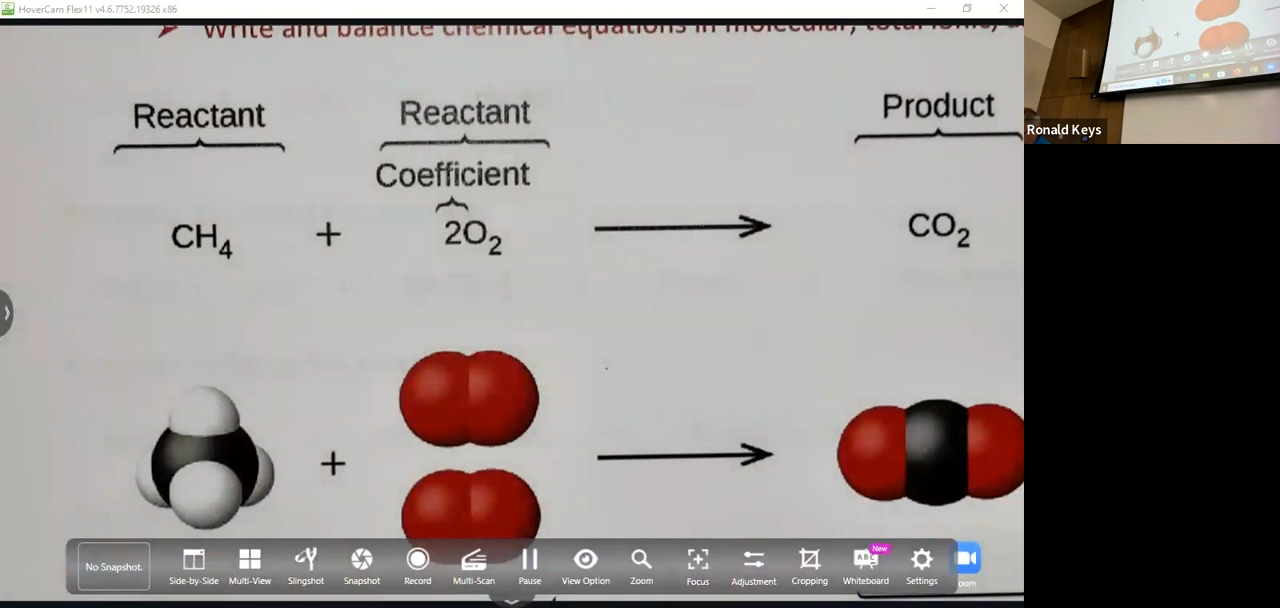 HoverCam Flex11 v4.6.7752.19326 x86
Write and balance chemical equations in molecular, total ionic,
Reactant Reactant Product
Coefficient
CH4 + 2O2 CO2
+
No Snapshot.
Side-by-Side Multi-View Slingshot Snapshot Record Multi-Scan Pause View Option Zoom Focus Adjustment Cropping Whiteboard Settings oom
New
ABC
Ronald Keys